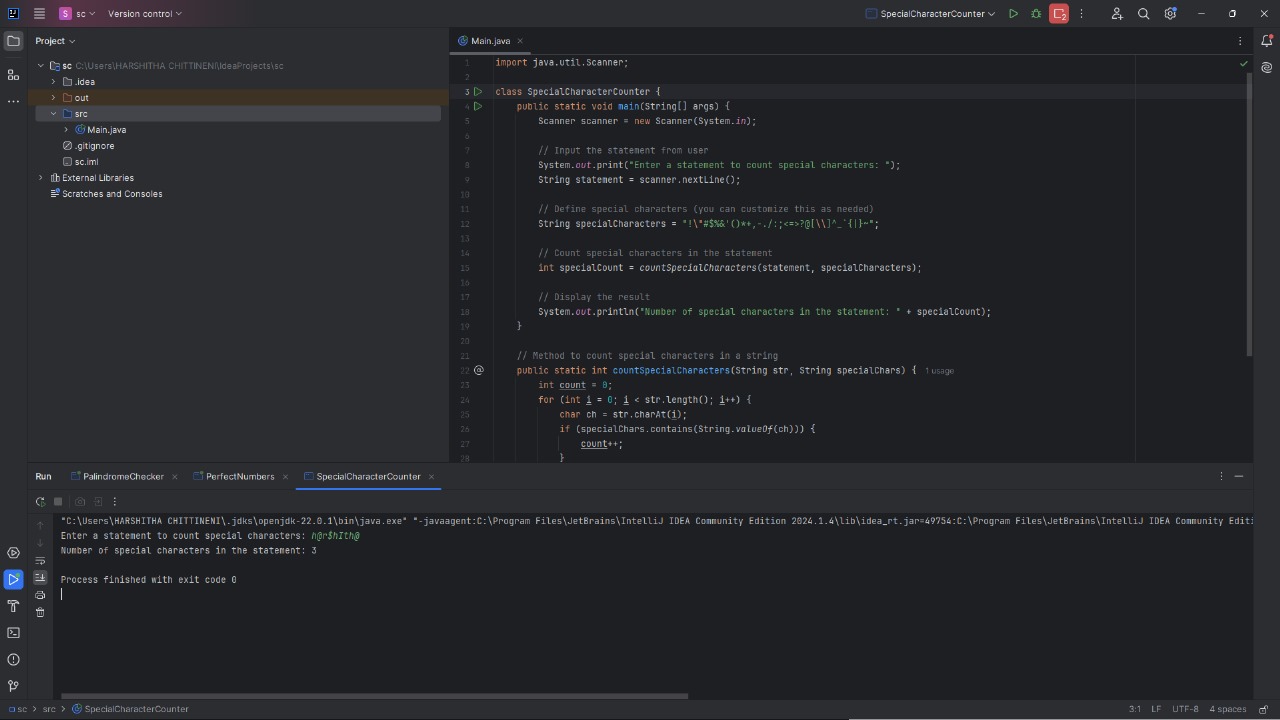 S sc Version control SpecialCharacterCounter 2
Project
Main.java
sc C:\Users\HARSHITHA CHITTINENI\IdeaProjects\sc
.idea
out
src
Main.java
.gitignore
sc.iml
External Libraries
Scratches and Consoles
1 import java.util.Scanner;
2
3 class SpecialCharacterCounter {
4 public static void main(String[] args) {
5 Scanner scanner = new Scanner(System.in);
6
7 // Input the statement from user
8 System.out.print("Enter a statement to count special characters: ");
9 String statement = scanner.nextLine();
10
11 // Define special characters (you can customize this as needed)
12 String specialCharacters = "!\"#$%&'()*+,-./:;<=>?@[\\]^_`{|}~";
13
14 // Count special characters in the statement
15 int specialCount = countSpecialCharacters(statement, specialCharacters);
16
17 // Display the result
18 System.out.println("Number of special characters in the statement: " + specialCount);
19 }
20
21 // Method to count special characters in a string
22 @ public static int countSpecialCharacters(String str, String specialChars) { 1 usage
23 int count = 0;
24 for (int i = 0; i < str.length(); i++) {
25 char ch = str.charAt(i);
26 if (specialChars.contains(String.valueOf(ch))) {
27 count++;
28 }
Run PalindromeChecker PerfectNumbers SpecialCharacterCounter
"C:\Users\HARSHITHA CHITTINENI\.jdks\openjdk-22.0.1\bin\java.exe" "-javaagent:C:\Program Files\JetBrains\IntelliJ IDEA Community Edition 2024.1.4\lib\idea_rt.jar=49754:C:\Program Files\JetBrains\IntelliJ IDEA Community Editi
Enter a statement to count special characters: h@r$hIth@
Number of special characters in the statement: 3
Process finished with exit code 0
sc > src > SpecialCharacterCounter
3:1 LF UTF-8 4 spaces